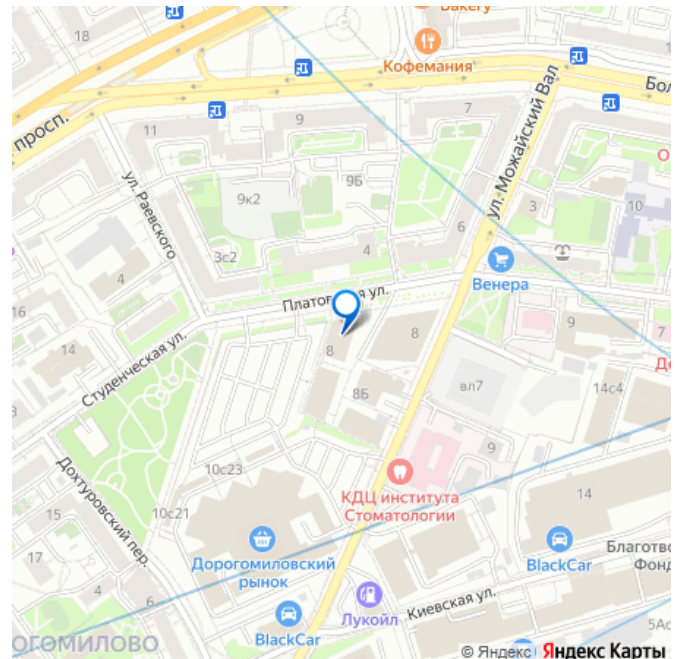 Bakery
Кофемания
просп.
11
9
7
Бол
ул. Можайский Вал
ул. Раевского
9к2
9Б
3с2
4
6
3
10
О
Венера
4
Платовская ул.
16
14
Студенческая ул.
8
8
9
7
До
8Б
вл7
14с4
Дохтуровский пер.
10с23
9
КДЦ института
Стоматологии
15
10с21
14
17
Дорогомиловский
рынок
BlackCar
Благотво
Фонд
4
6
Лукойл
Киевская ул.
BlackCar
5Ас
ОГОМИЛОВО
© Яндекс Яндекс Карты